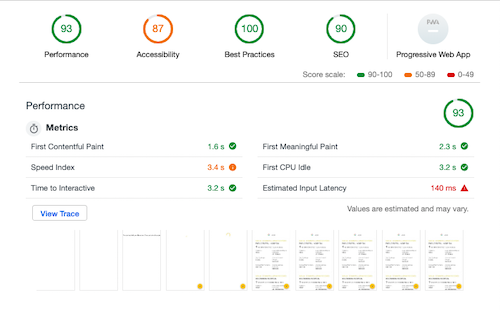 93
87
100
90
PWA
Performance
Accessibility
Best Practices
SEO
Progressive Web App
Score scale: 90-100 50-89 0-49
Performance
93
Metrics
First Contentful Paint 1.6 s
First Meaningful Paint 2.3 s
Speed Index 3.4 s
First CPU Idle 3.2 s
Time to Interactive 3.2 s
Estimated Input Latency 140 ms
View Trace
Values are estimated and may vary.